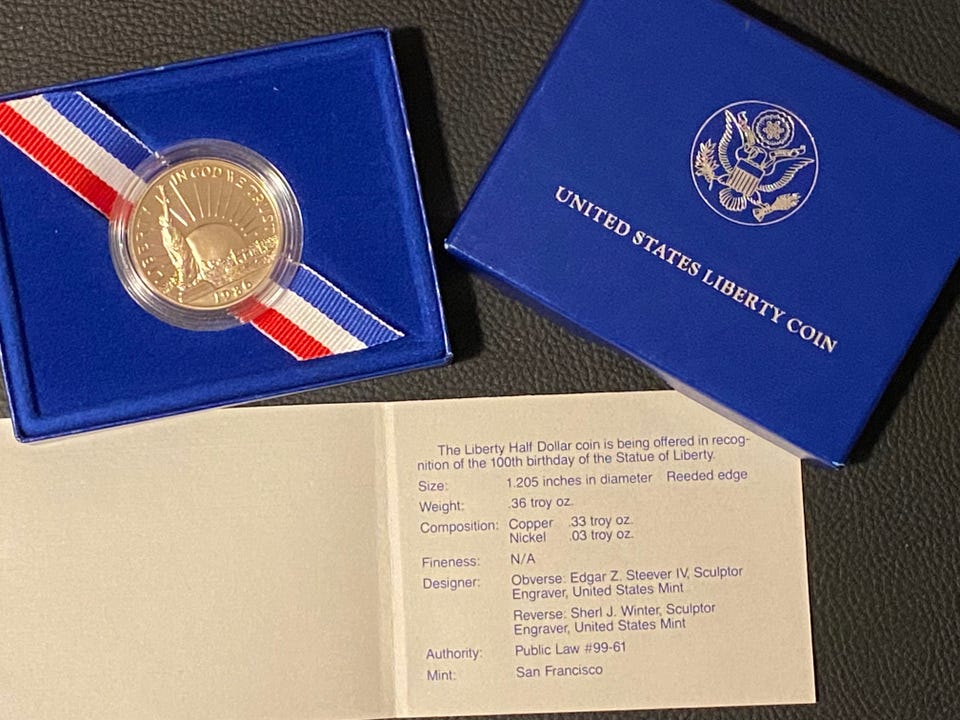 IN GOD WE TRUST
LIBERTY
1986
UNITED STATES LIBERTY COIN
The Liberty Half Dollar coin is being offered in recog-
nition of the 100th birthday of the Statue of Liberty.
Size: 1.205 inches in diameter Reeded edge
Weight: .36 troy oz.
Composition: Copper .33 troy oz.
Nickel .03 troy oz.
Fineness: N/A
Designer: Obverse: Edgar Z. Steever IV, Sculptor
Engraver, United States Mint
Reverse: Sherl J. Winter, Sculptor
Engraver, United States Mint
Authority: Public Law #99-61
Mint: San Francisco